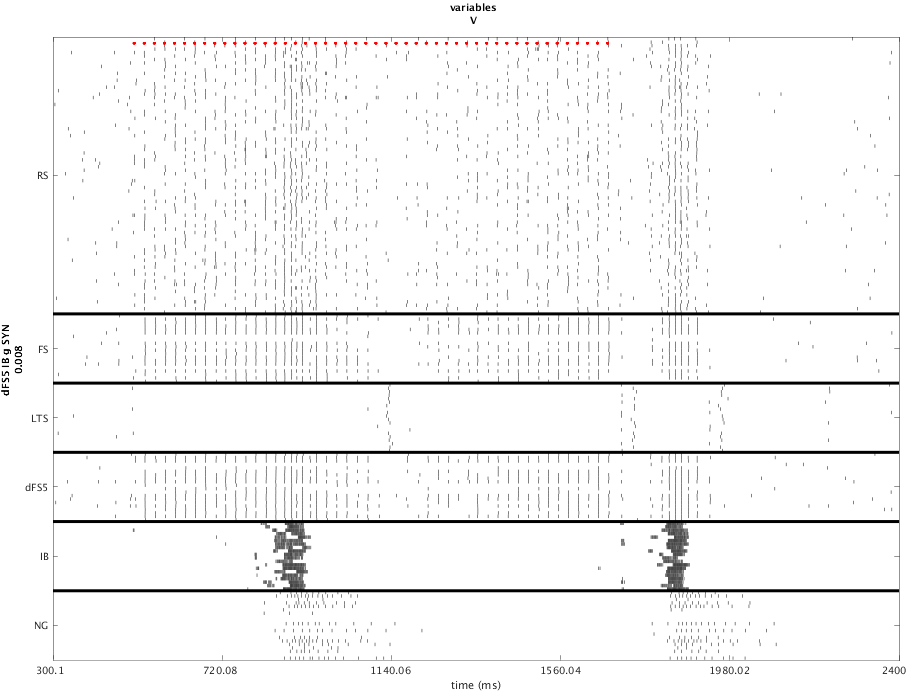 variables
V
RS
FS
LTS
dFS5
IB
NG
dFS5 IB g SYN
0.008
300.1
720.08
1140.06
1560.04
1980.02
2400
time (ms)